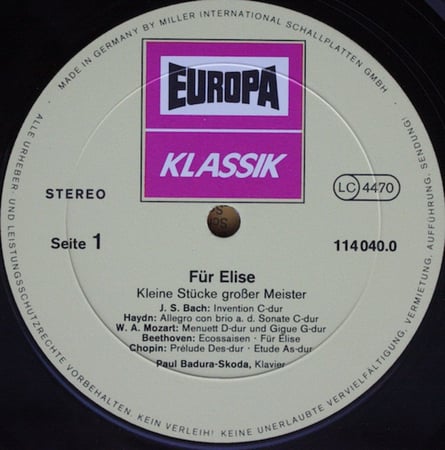 MADE IN GERMANY BY MILLER INTERNATIONAL SCHALLPLATTEN GMBH
EUROPA
KLASSIK
STEREO
LC 4470
Seite 1
114 040.0
Für Elise
Kleine Stücke großer Meister
J. S. Bach: Invention C-dur
Haydn: Allegro con brio a. d. Sonate C-dur
W. A. Mozart: Menuett D-dur und Gigue G-dur
Beethoven: Ecossaisen · Für Elise
Chopin: Prélude Des-dur · Etude As-dur
Paul Badura-Skoda, Klavier
ALLE URHEBER- UND LEISTUNGSSCHUTZRECHTE VORBEHALTEN. KEIN VERLEIH! KEINE UNERLAUBTE VERVIELFÄLTIGUNG, VERMIETUNG, AUFFÜHRUNG, SENDUNG!